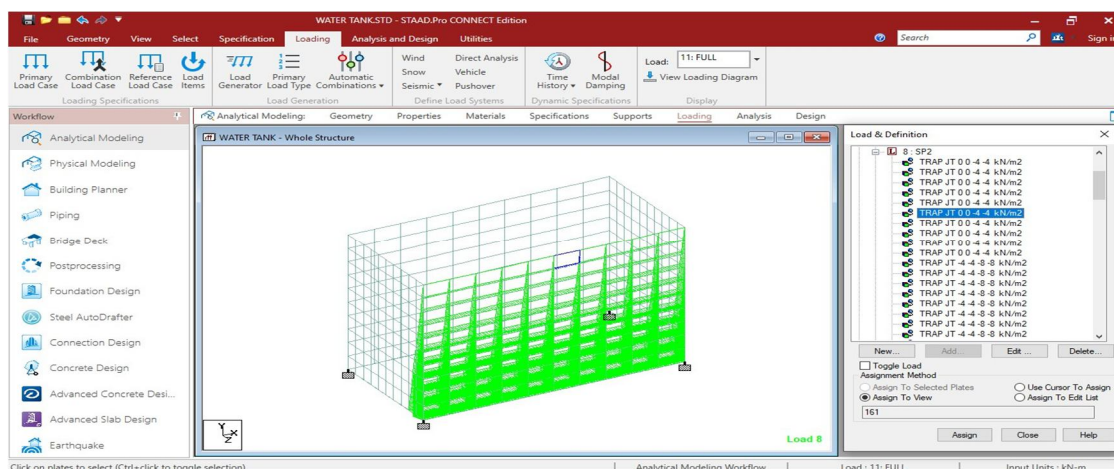 WATER TANK.STD - STAAD.Pro CONNECT Edition
File Geometry View Select Specification Loading Analysis and Design Utilities Search Sign in
Primary Load Case Combination Load Case Reference Load Case Load Items
Loading Specifications
Load Generator Primary Load Type Automatic Combinations
Load Generation
Wind Direct Analysis
Snow Vehicle
Seismic Pushover
Define Load Systems
Time History Modal Damping
Dynamic Specifications
Load: 11: FULL
View Loading Diagram
Display
Workflow
Analytical Modeling: Geometry Properties Materials Specifications Supports Loading Analysis Design
Analytical Modeling
Physical Modeling
Building Planner
Piping
Bridge Deck
Postprocessing
Foundation Design
Steel AutoDrafter
Connection Design
Concrete Design
Advanced Concrete Desi...
Advanced Slab Design
Earthquake
WATER TANK - Whole Structure
Y
X
Z
Load 8
Load & Definition
8 : SP2
TRAP JT 0 0 -4 -4 kN/m2
TRAP JT 0 0 -4 -4 kN/m2
TRAP JT 0 0 -4 -4 kN/m2
TRAP JT 0 0 -4 -4 kN/m2
TRAP JT 0 0 -4 -4 kN/m2
TRAP JT 0 0 -4 -4 kN/m2
TRAP JT 0 0 -4 -4 kN/m2
TRAP JT 0 0 -4 -4 kN/m2
TRAP JT 0 0 -4 -4 kN/m2
TRAP JT 0 0 -4 -4 kN/m2
TRAP JT -4 -4 -8 -8 kN/m2
TRAP JT -4 -4 -8 -8 kN/m2
TRAP JT -4 -4 -8 -8 kN/m2
TRAP JT -4 -4 -8 -8 kN/m2
TRAP JT -4 -4 -8 -8 kN/m2
TRAP JT -4 -4 -8 -8 kN/m2
TRAP JT -4 -4 -8 -8 kN/m2
TRAP JT -4 -4 -8 -8 kN/m2
New... Add... Edit ... Delete...
Toggle Load
Assignment Method
Assign To Selected Plates Use Cursor To Assign
Assign To View Assign To Edit List
161
Assign Close Help
Click on plates to select (Ctrl+click to toggle selection) Analytical Modeling Workflow Load : 11: FULL Input Units : kN-m